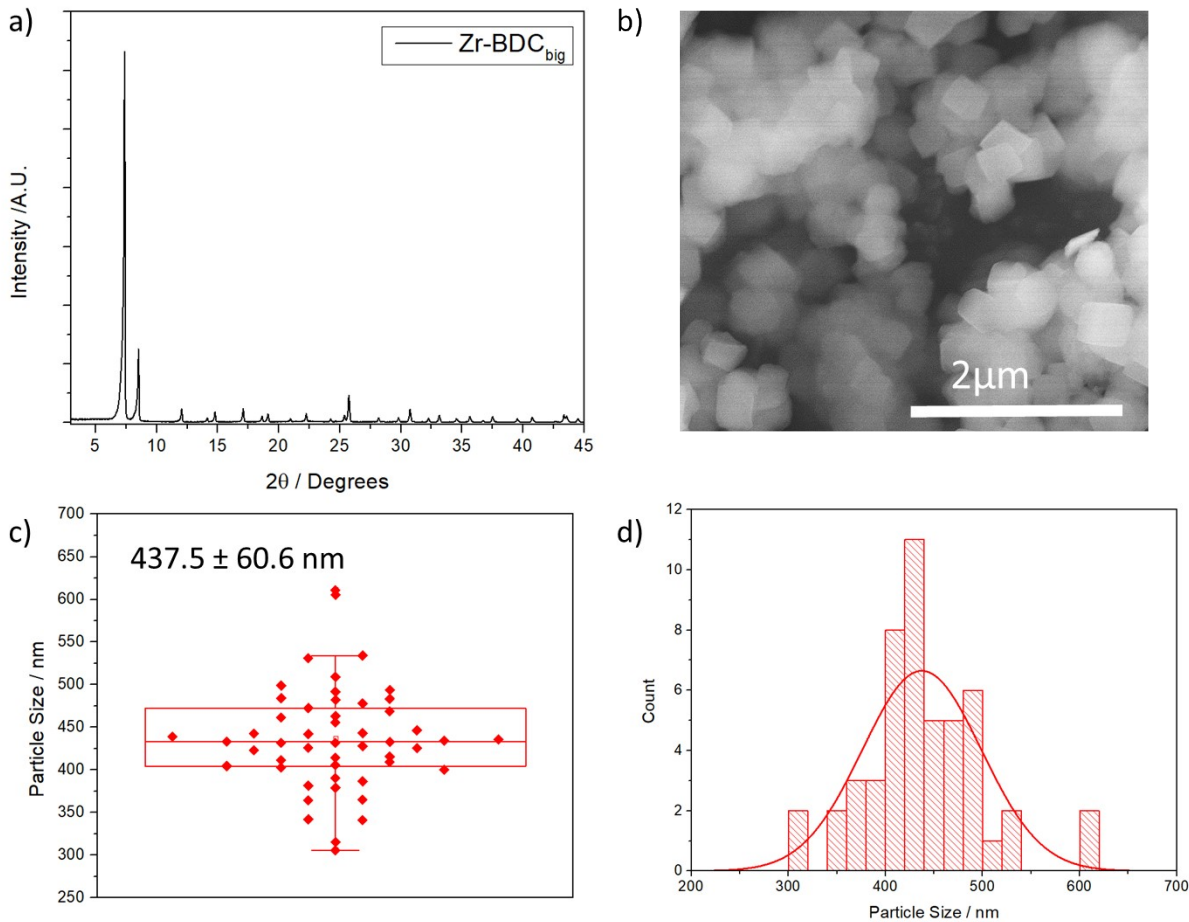 a)
Zr-BDCbig
Intensity /A.U.
5 10 15 20 25 30 35 40 45
2θ / Degrees
b)
2µm
c)
437.5 ± 60.6 nm
Particle Size / nm
700
650
600
550
500
450
400
350
300
250
d)
Count
12
10
8
6
4
2
0
200 300 400 500 600 700
Particle Size / nm